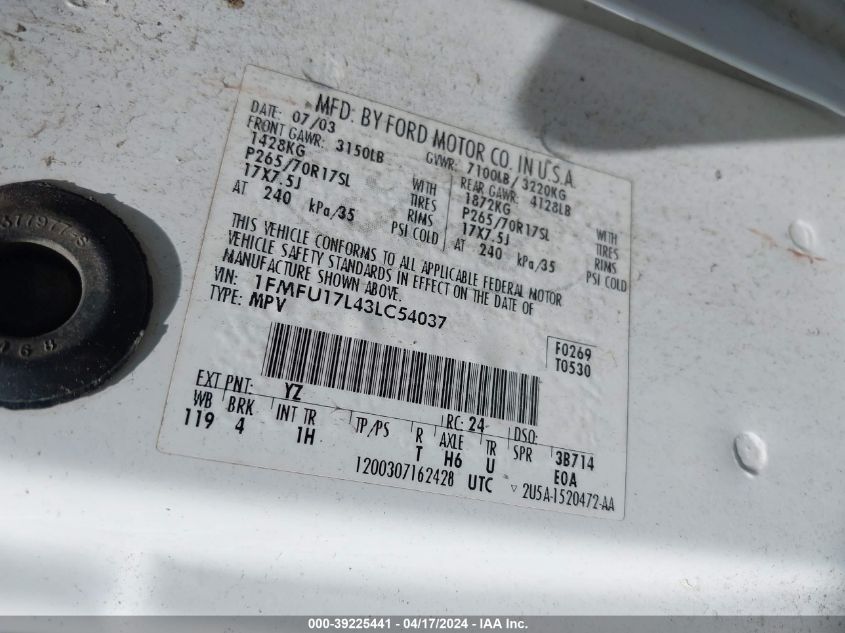 MFD. BY FORD MOTOR CO. IN U.S.A.
DATE: 07/03 GVWR: 7100LB / 3220KG
FRONT GAWR: 3150LB REAR GAWR: 4128LB
1428KG WITH 1872KG WITH
P265/70R17SL TIRES P265/70R17SL TIRES
17X7.5J RIMS 17X7.5J RIMS
AT 240 kPa/35 PSI COLD AT 240 kPa/35 PSI COLD
THIS VEHICLE CONFORMS TO ALL APPLICABLE FEDERAL MOTOR
VEHICLE SAFETY STANDARDS IN EFFECT ON THE DATE OF
MANUFACTURE SHOWN ABOVE.
VIN: 1FMFU17L43LC54037
TYPE: MPV
F0269
T0530
EXT PNT: YZ RC: 24 DSO:
WB BRK INT TR TP/PS R AXLE TR SPR 3B714
119 4 1H T H6 U E0A
1200307162428 UTC ▿ 2U5A-1520472-AA
377977-S
000-39225441 - 04/17/2024 - IAA Inc.